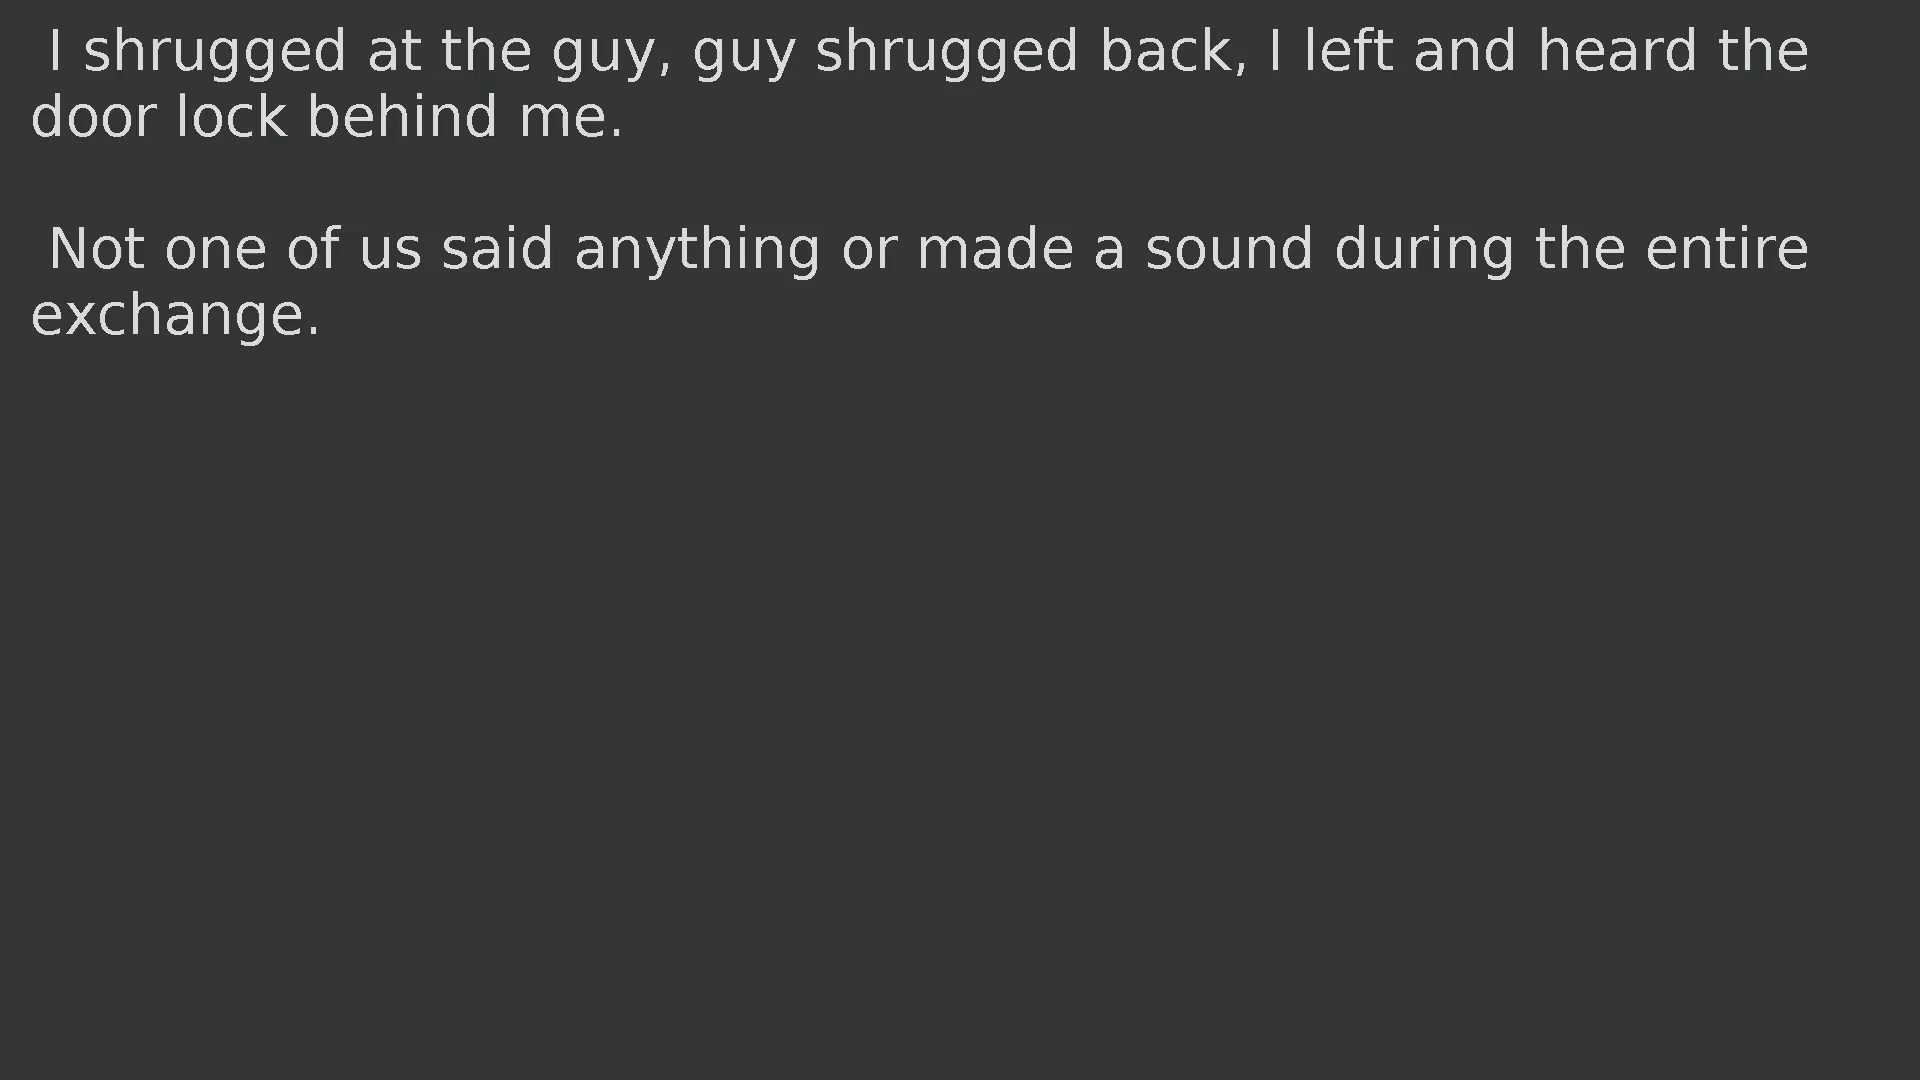 I shrugged at the guy, guy shrugged back, I left and heard the
door lock behind me.
Not one of us said anything or made a sound during the entire
exchange.